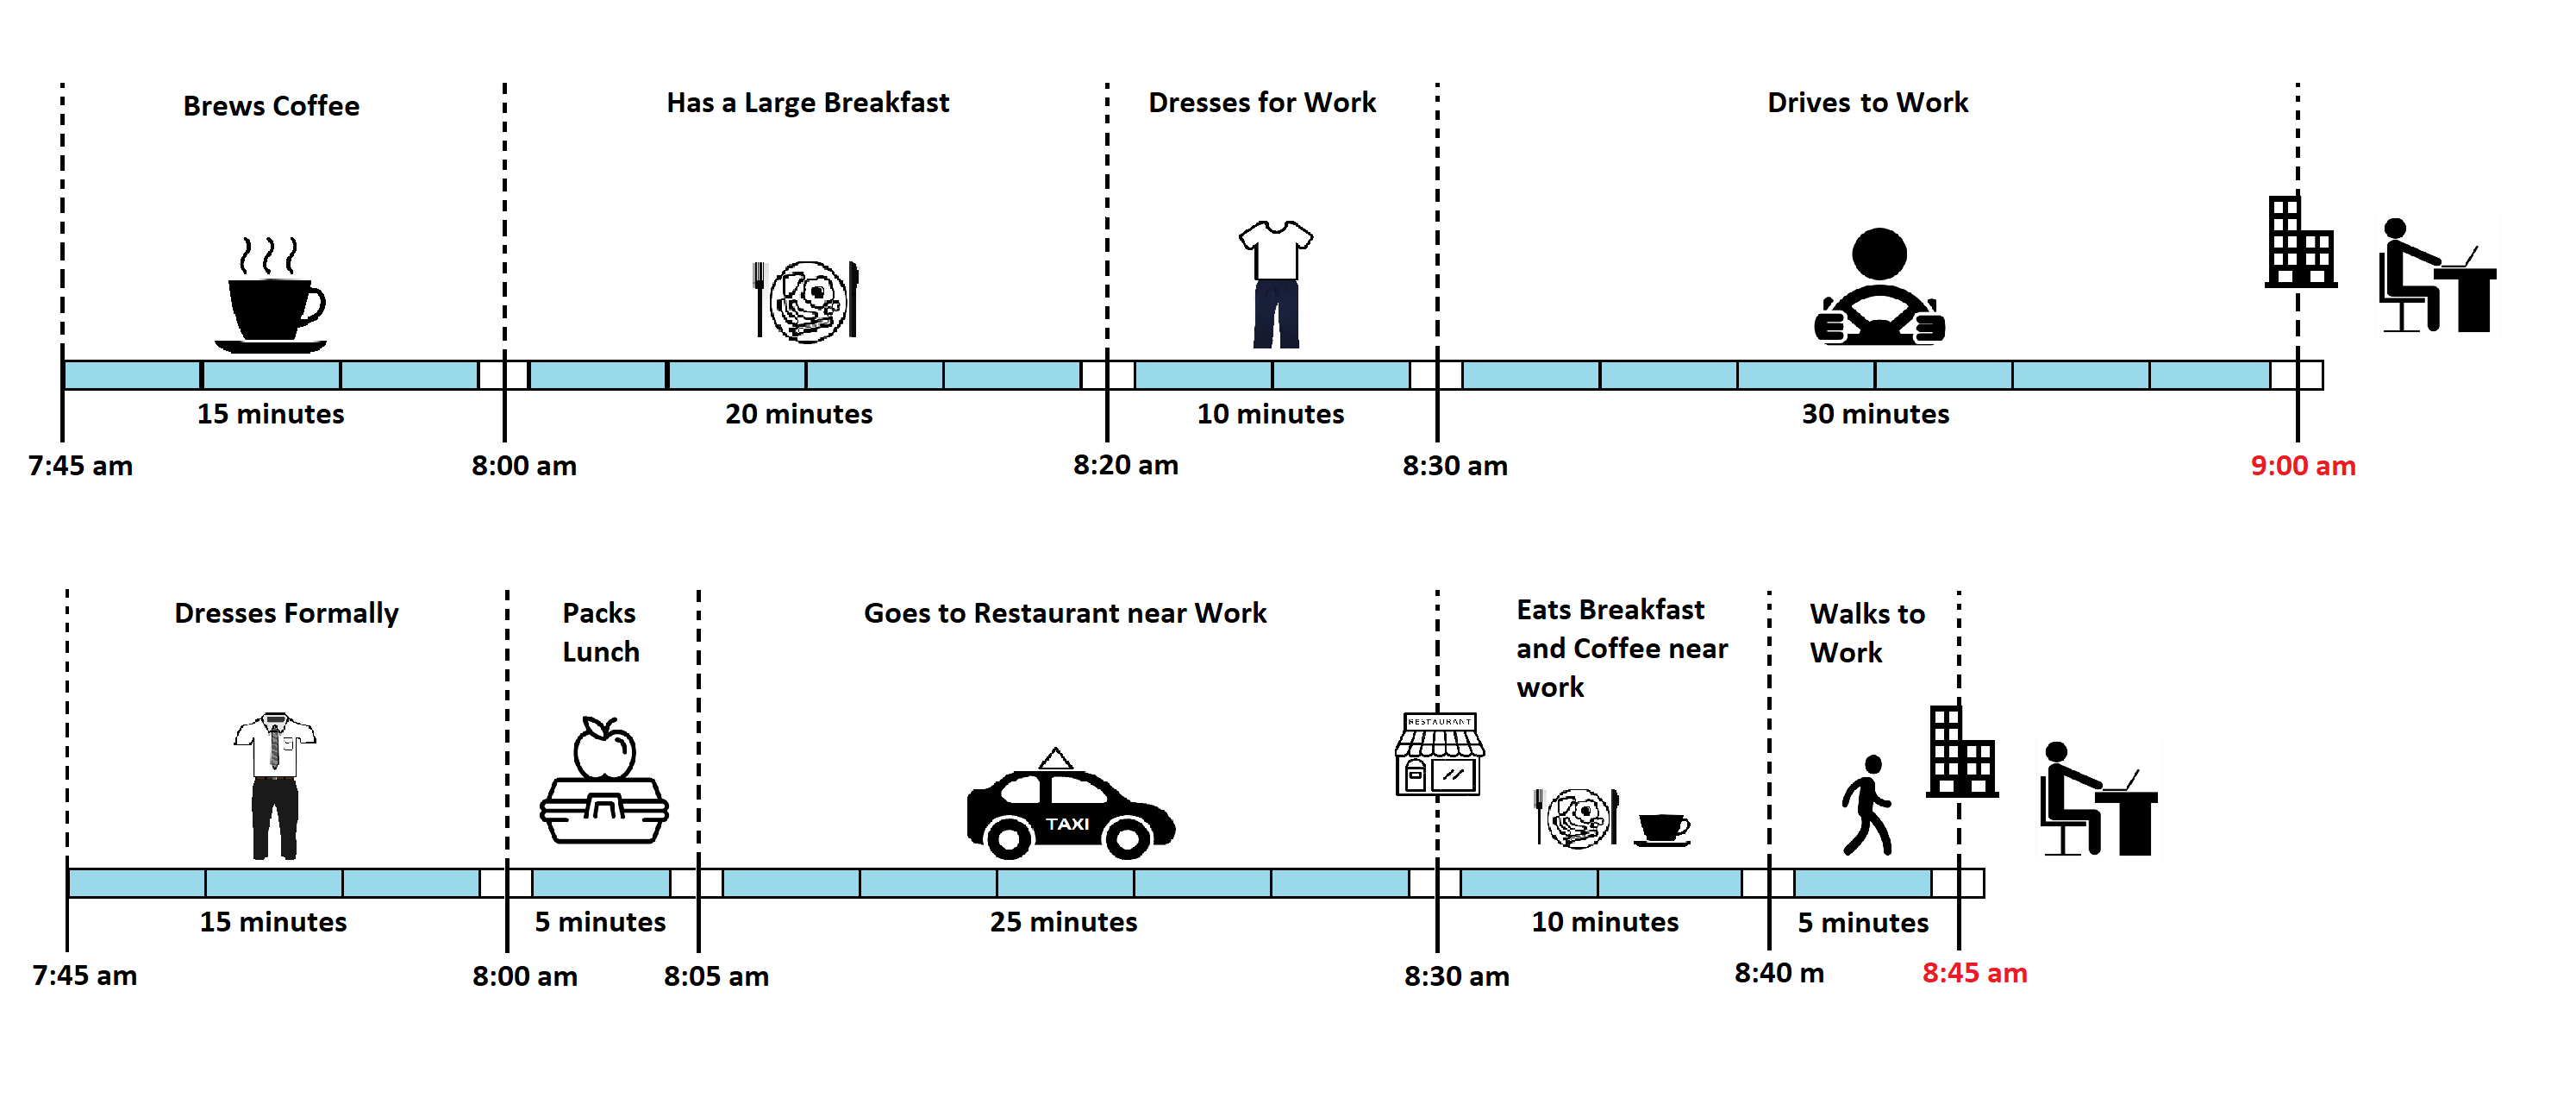 Brews Coffee
Has a Large Breakfast
Dresses for Work
Drives to Work
15 minutes
20 minutes
10 minutes
30 minutes
7:45 am
8:00 am
8:20 am
8:30 am
9:00 am
Dresses Formally
Packs
Lunch
Goes to Restaurant near Work
Eats Breakfast
and Coffee near
work
Walks to
Work
RESTAURANT
TAXI
15 minutes
5 minutes
25 minutes
10 minutes
5 minutes
7:45 am
8:00 am
8:05 am
8:30 am
8:40 m
8:45 am